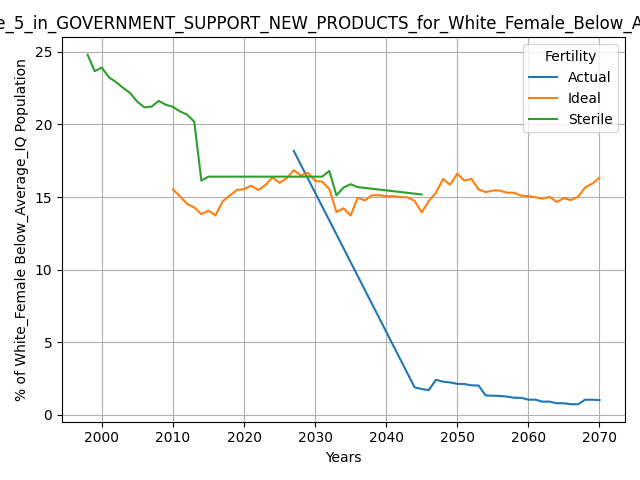 e_5_in_GOVERNMENT_SUPPORT_NEW_PRODUCTS_for_White_Female_Below_A
% of White_Female Below_Average_IQ Population
25
20
15
10
5
0
Fertility
Actual
Ideal
Sterile
2000 2010 2020 2030 2040 2050 2060 2070
Years